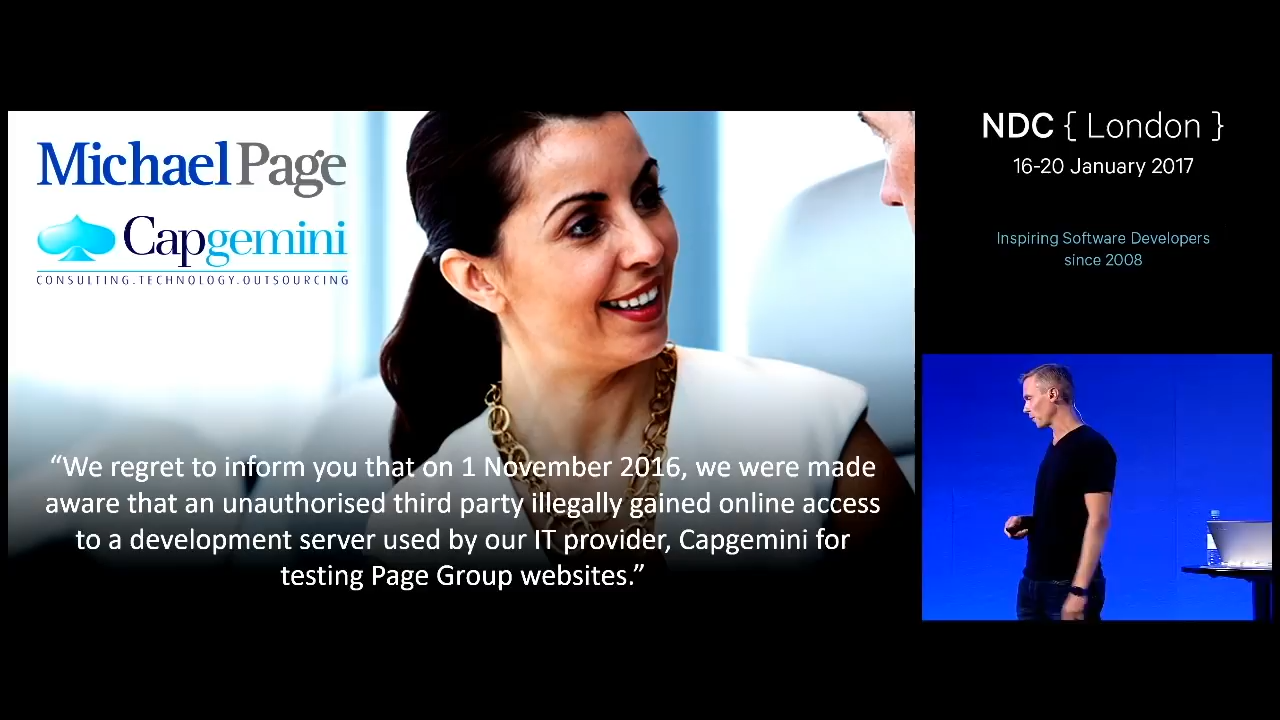 MichaelPage
Capgemini
CONSULTING.TECHNOLOGY.OUTSOURCING
“We regret to inform you that on 1 November 2016, we were made
aware that an unauthorised third party illegally gained online access
to a development server used by our IT provider, Capgemini for
testing Page Group websites.”
NDC { London }
16-20 January 2017
Inspiring Software Developers
since 2008